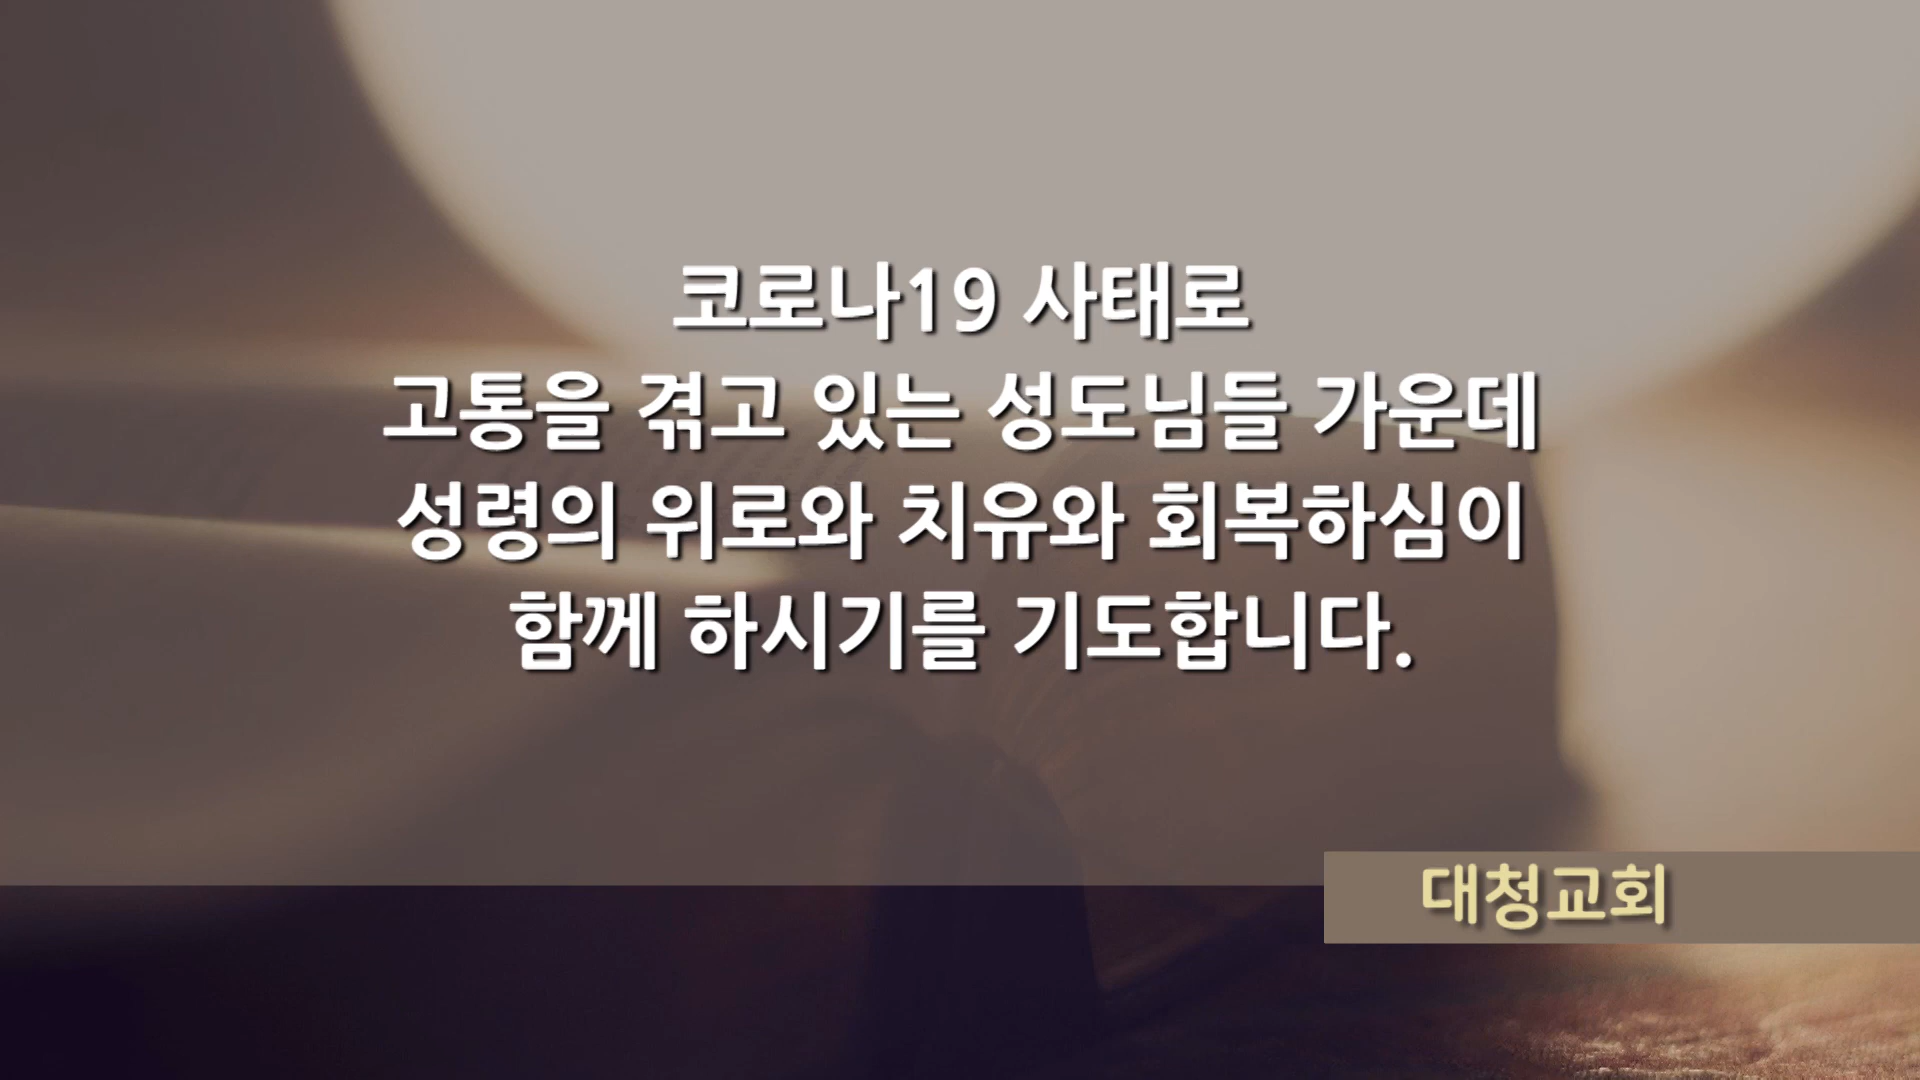 코로나19 사태로
고통을 겪고 있는 성도님들 가운데
성령의 위로와 치유와 회복하심이
함께 하시기를 기도합니다.
대청교회